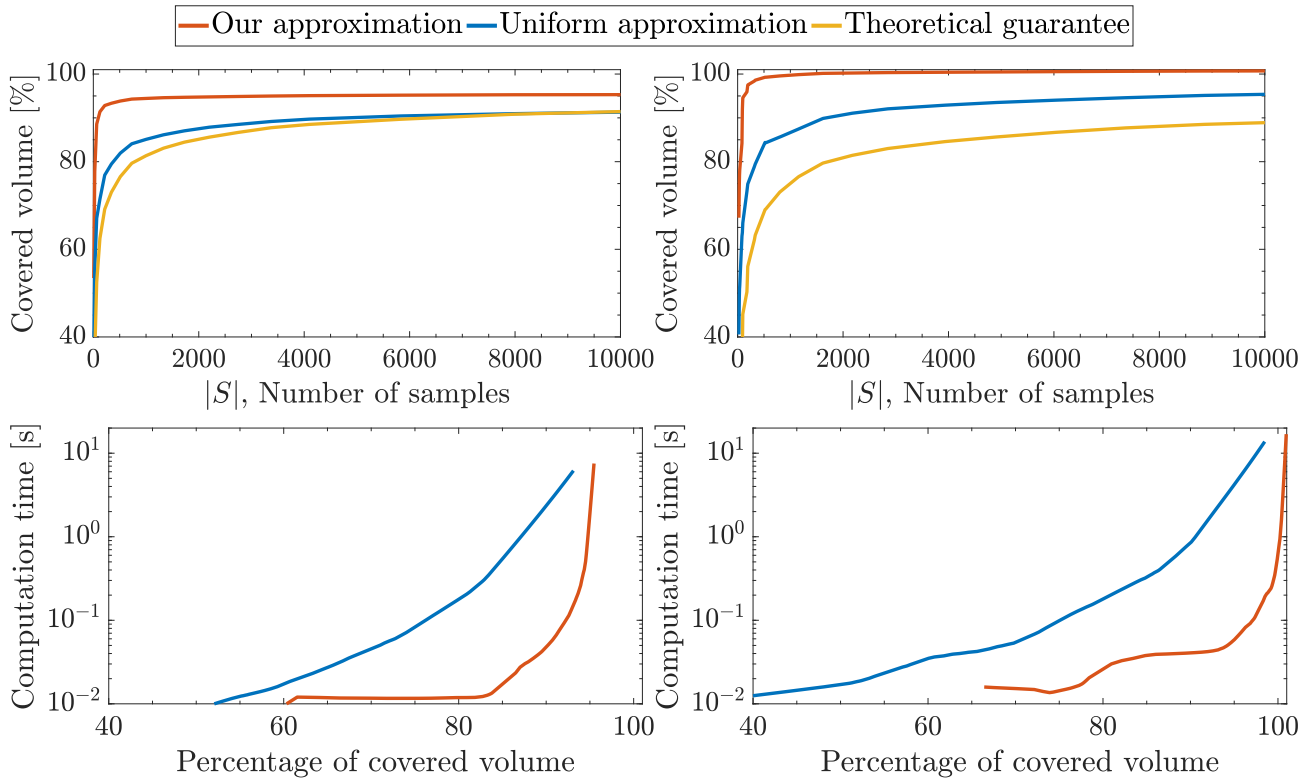 Our approximation Uniform approximation Theoretical guarantee
Covered volume [%]
100
80
60
40
0 2000 4000 6000 8000 10000
|S|, Number of samples
Covered volume [%]
100
80
60
40
0 2000 4000 6000 8000 10000
|S|, Number of samples
Computation time [s]
10^1
10^0
10^-1
10^-2
40 60 80 100
Percentage of covered volume
Computation time [s]
10^1
10^0
10^-1
10^-2
40 60 80 100
Percentage of covered volume